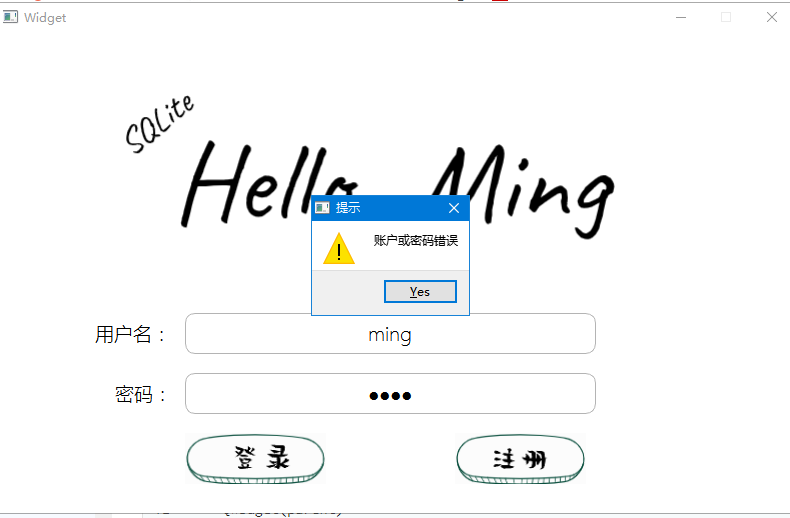 Widget
SQLite
Hello Ming
提示
账户或密码错误
Yes
用户名：
ming
密码：
••••
登录
注册